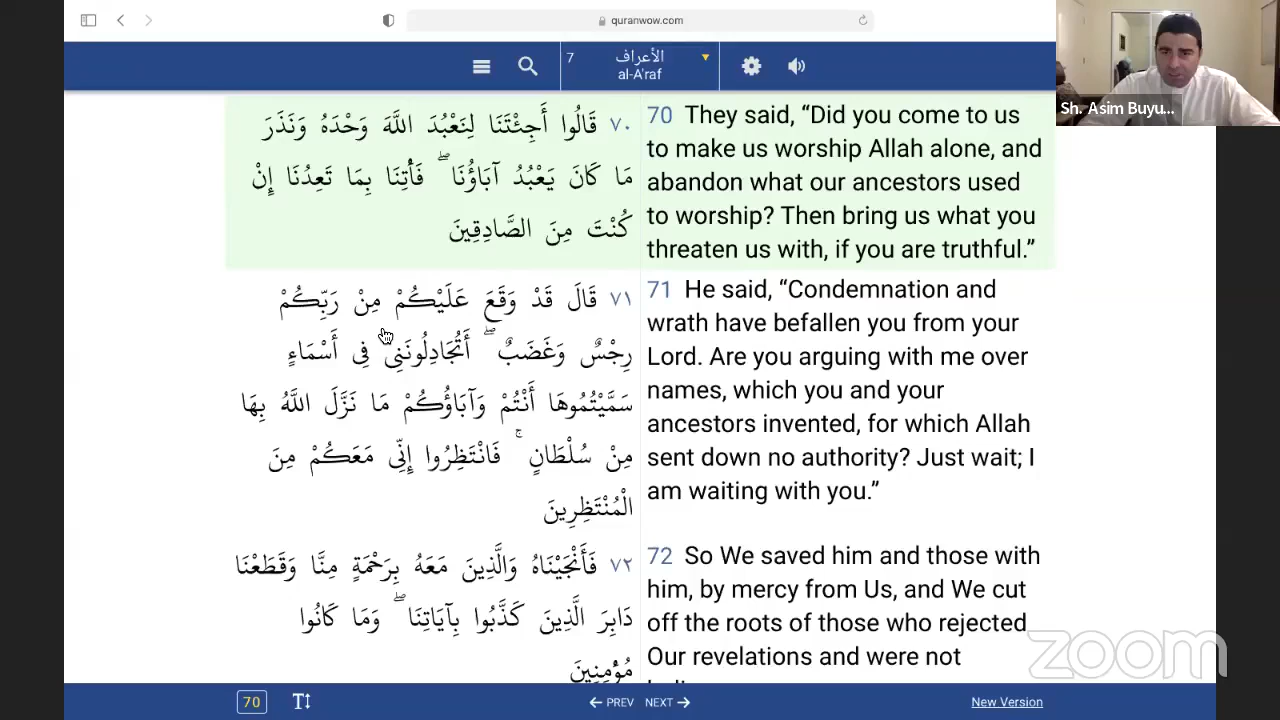 quranwow.com
7
الأعراف
al-A'raf
Sh. Asim Buyu...
٧٠ قَالُوا أَجِئْتَنَا لِنَعْبُدَ اللَّهَ وَحْدَهُ وَنَذَرَ
مَا كَانَ يَعْبُدُ آبَاؤُنَا ۖ فَأْتِنَا بِمَا تَعِدُنَا إِنْ
كُنْتَ مِنَ الصَّادِقِينَ
70 They said, “Did you come to us
to make us worship Allah alone, and
abandon what our ancestors used
to worship? Then bring us what you
threaten us with, if you are truthful.”
٧١ قَالَ قَدْ وَقَعَ عَلَيْكُمْ مِنْ رَبِّكُمْ
رِجْسٌ وَغَضَبٌ ۖ أَتُجَادِلُونَنِي فِي أَسْمَاءٍ
سَمَّيْتُمُوهَا أَنْتُمْ وَآبَاؤُكُمْ مَا نَزَّلَ اللَّهُ بِهَا
مِنْ سُلْطَانٍ ۚ فَانْتَظِرُوا إِنِّي مَعَكُمْ مِنَ
الْمُنْتَظِرِينَ
71 He said, “Condemnation and
wrath have befallen you from your
Lord. Are you arguing with me over
names, which you and your
ancestors invented, for which Allah
sent down no authority? Just wait; I
am waiting with you.”
٧٢ فَأَنْجَيْنَاهُ وَالَّذِينَ مَعَهُ بِرَحْمَةٍ مِنَّا وَقَطَعْنَا
دَابِرَ الَّذِينَ كَذَّبُوا بِآيَاتِنَا ۖ وَمَا كَانُوا
مُؤْمِنِينَ
72 So We saved him and those with
him, by mercy from Us, and We cut
off the roots of those who rejected
Our revelations and were not
zoom
70 T↕ ← PREV NEXT → New Version